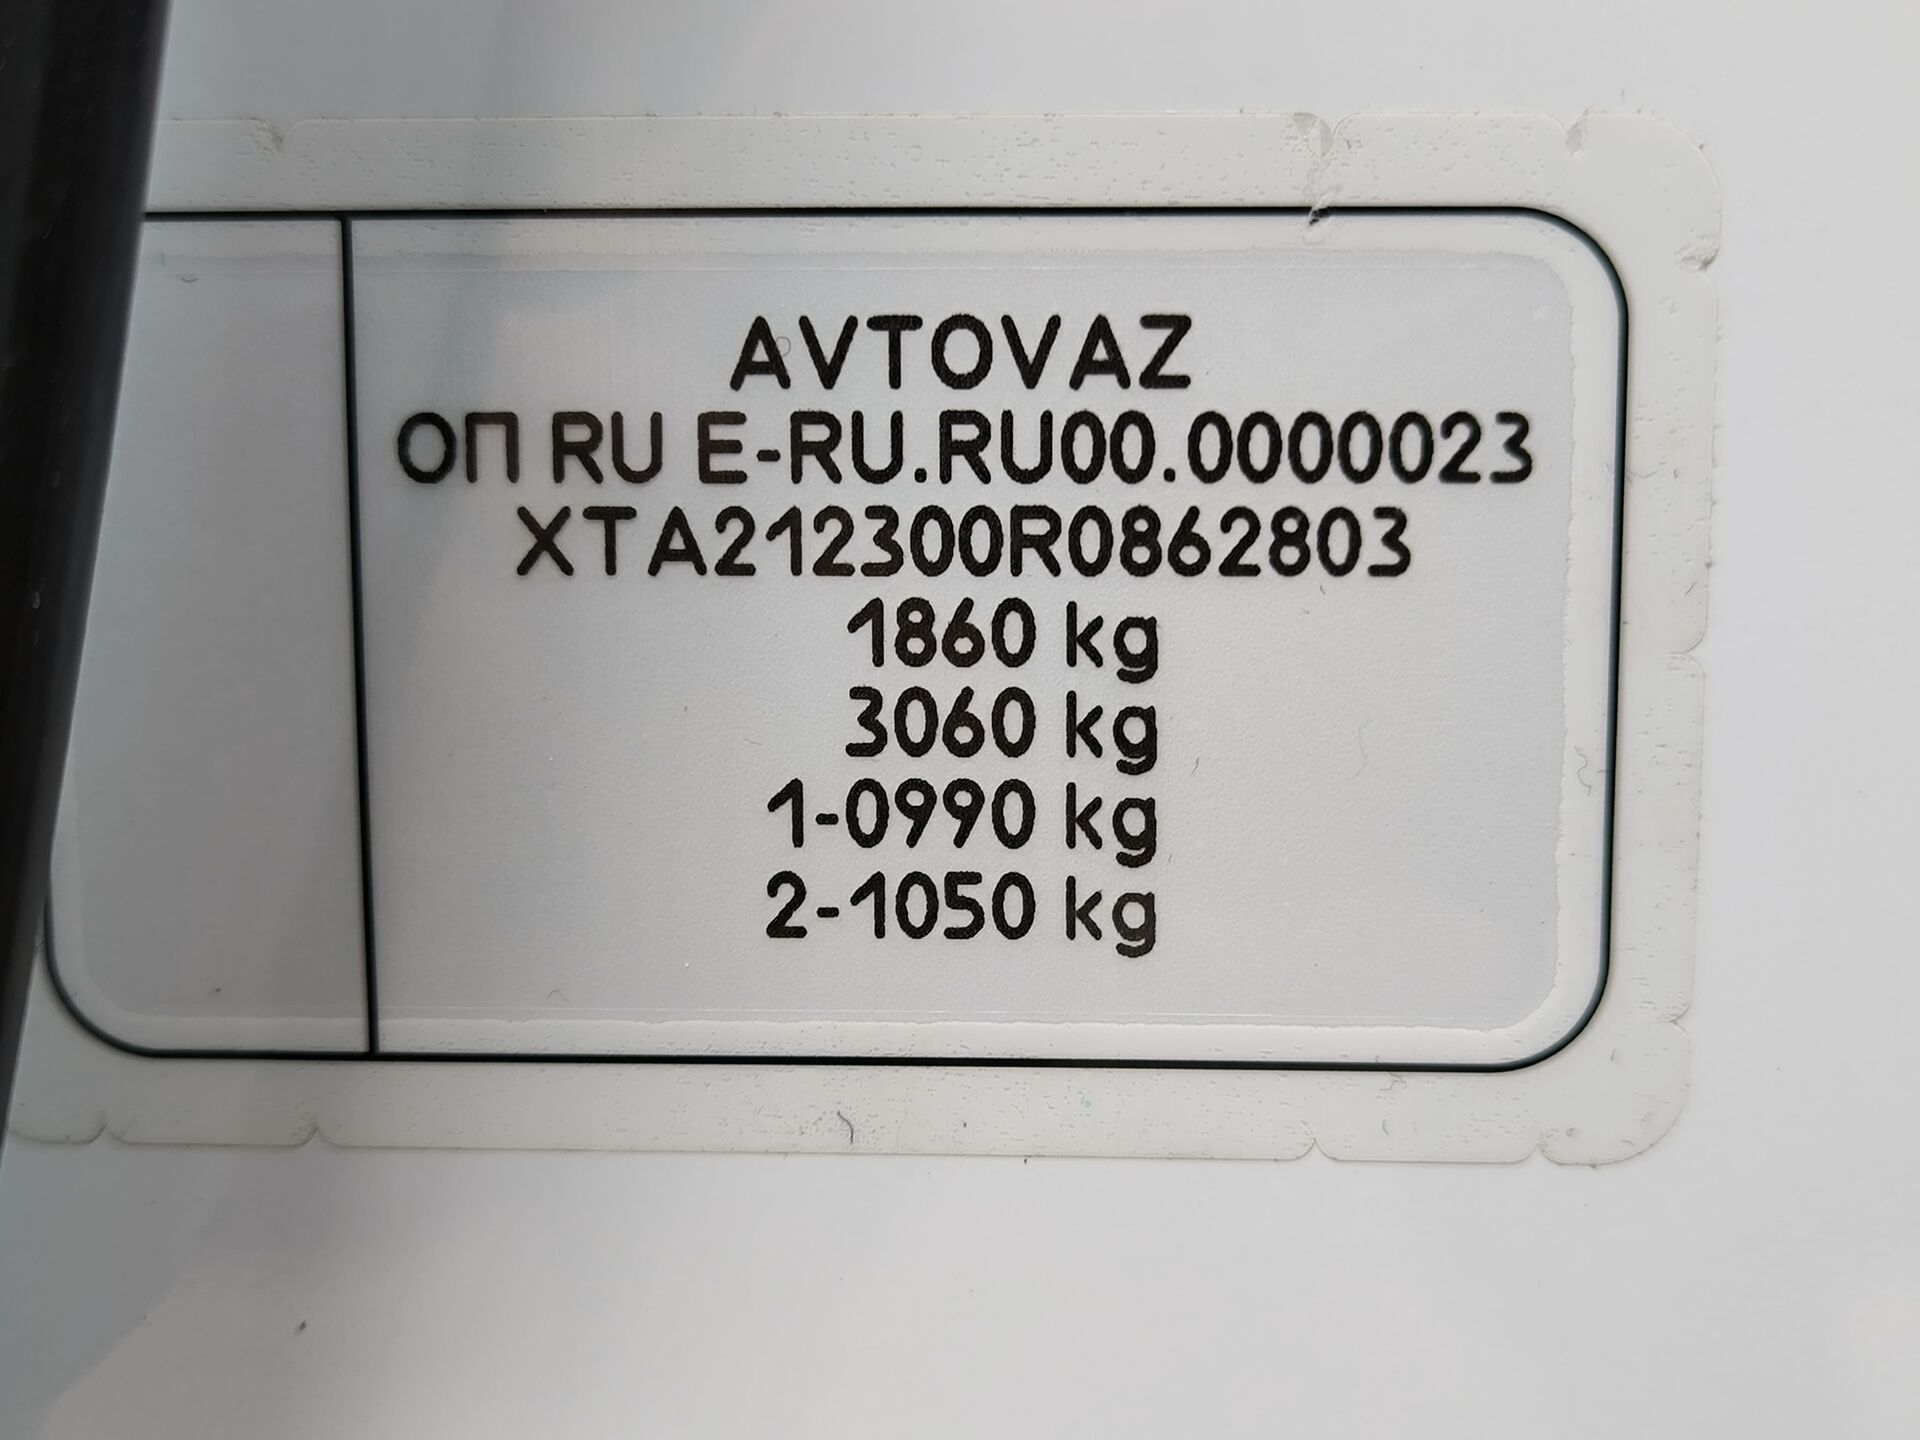 AVTOVAZ
ОП RU E-RU.RU00.0000023
XTA212300R0862803
1860 kg
3060 kg
1-0990 kg
2-1050 kg